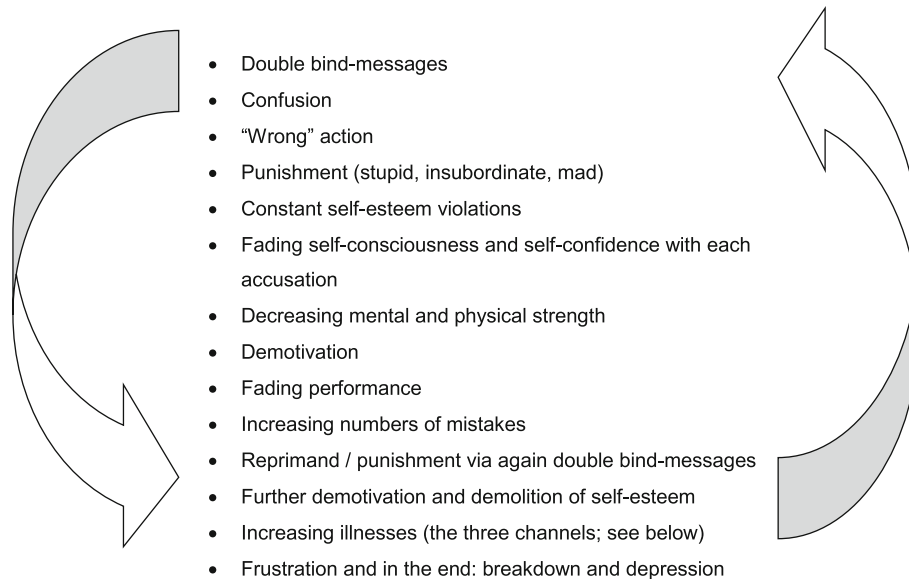 • Double bind-messages
• Confusion
• “Wrong” action
• Punishment (stupid, insubordinate, mad)
• Constant self-esteem violations
• Fading self-consciousness and self-confidence with each
accusation
• Decreasing mental and physical strength
• Demotivation
• Fading performance
• Increasing numbers of mistakes
• Reprimand / punishment via again double bind-messages
• Further demotivation and demolition of self-esteem
• Increasing illnesses (the three channels; see below)
• Frustration and in the end: breakdown and depression